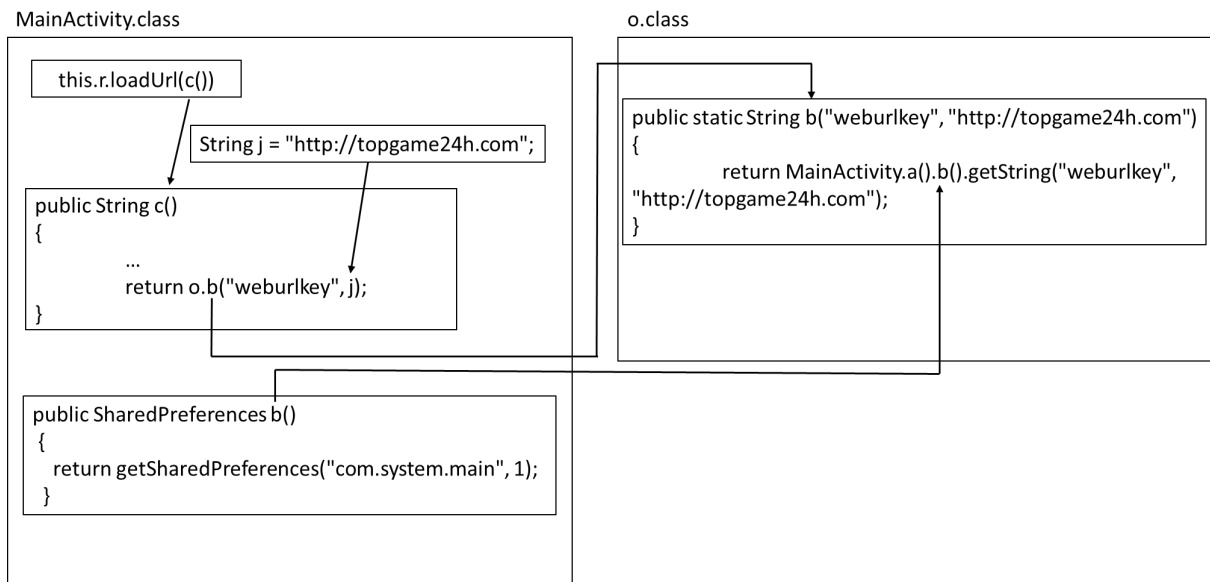 MainActivity.class
this.r.loadUrl(c())
String j = "http://topgame24h.com";
public String c()
{
...
return o.b("weburlkey", j);
}
public SharedPreferences b()
{
return getSharedPreferences("com.system.main", 1);
}
o.class
public static String b("weburlkey", "http://topgame24h.com")
{
return MainActivity.a().b().getString("weburlkey",
"http://topgame24h.com");
}